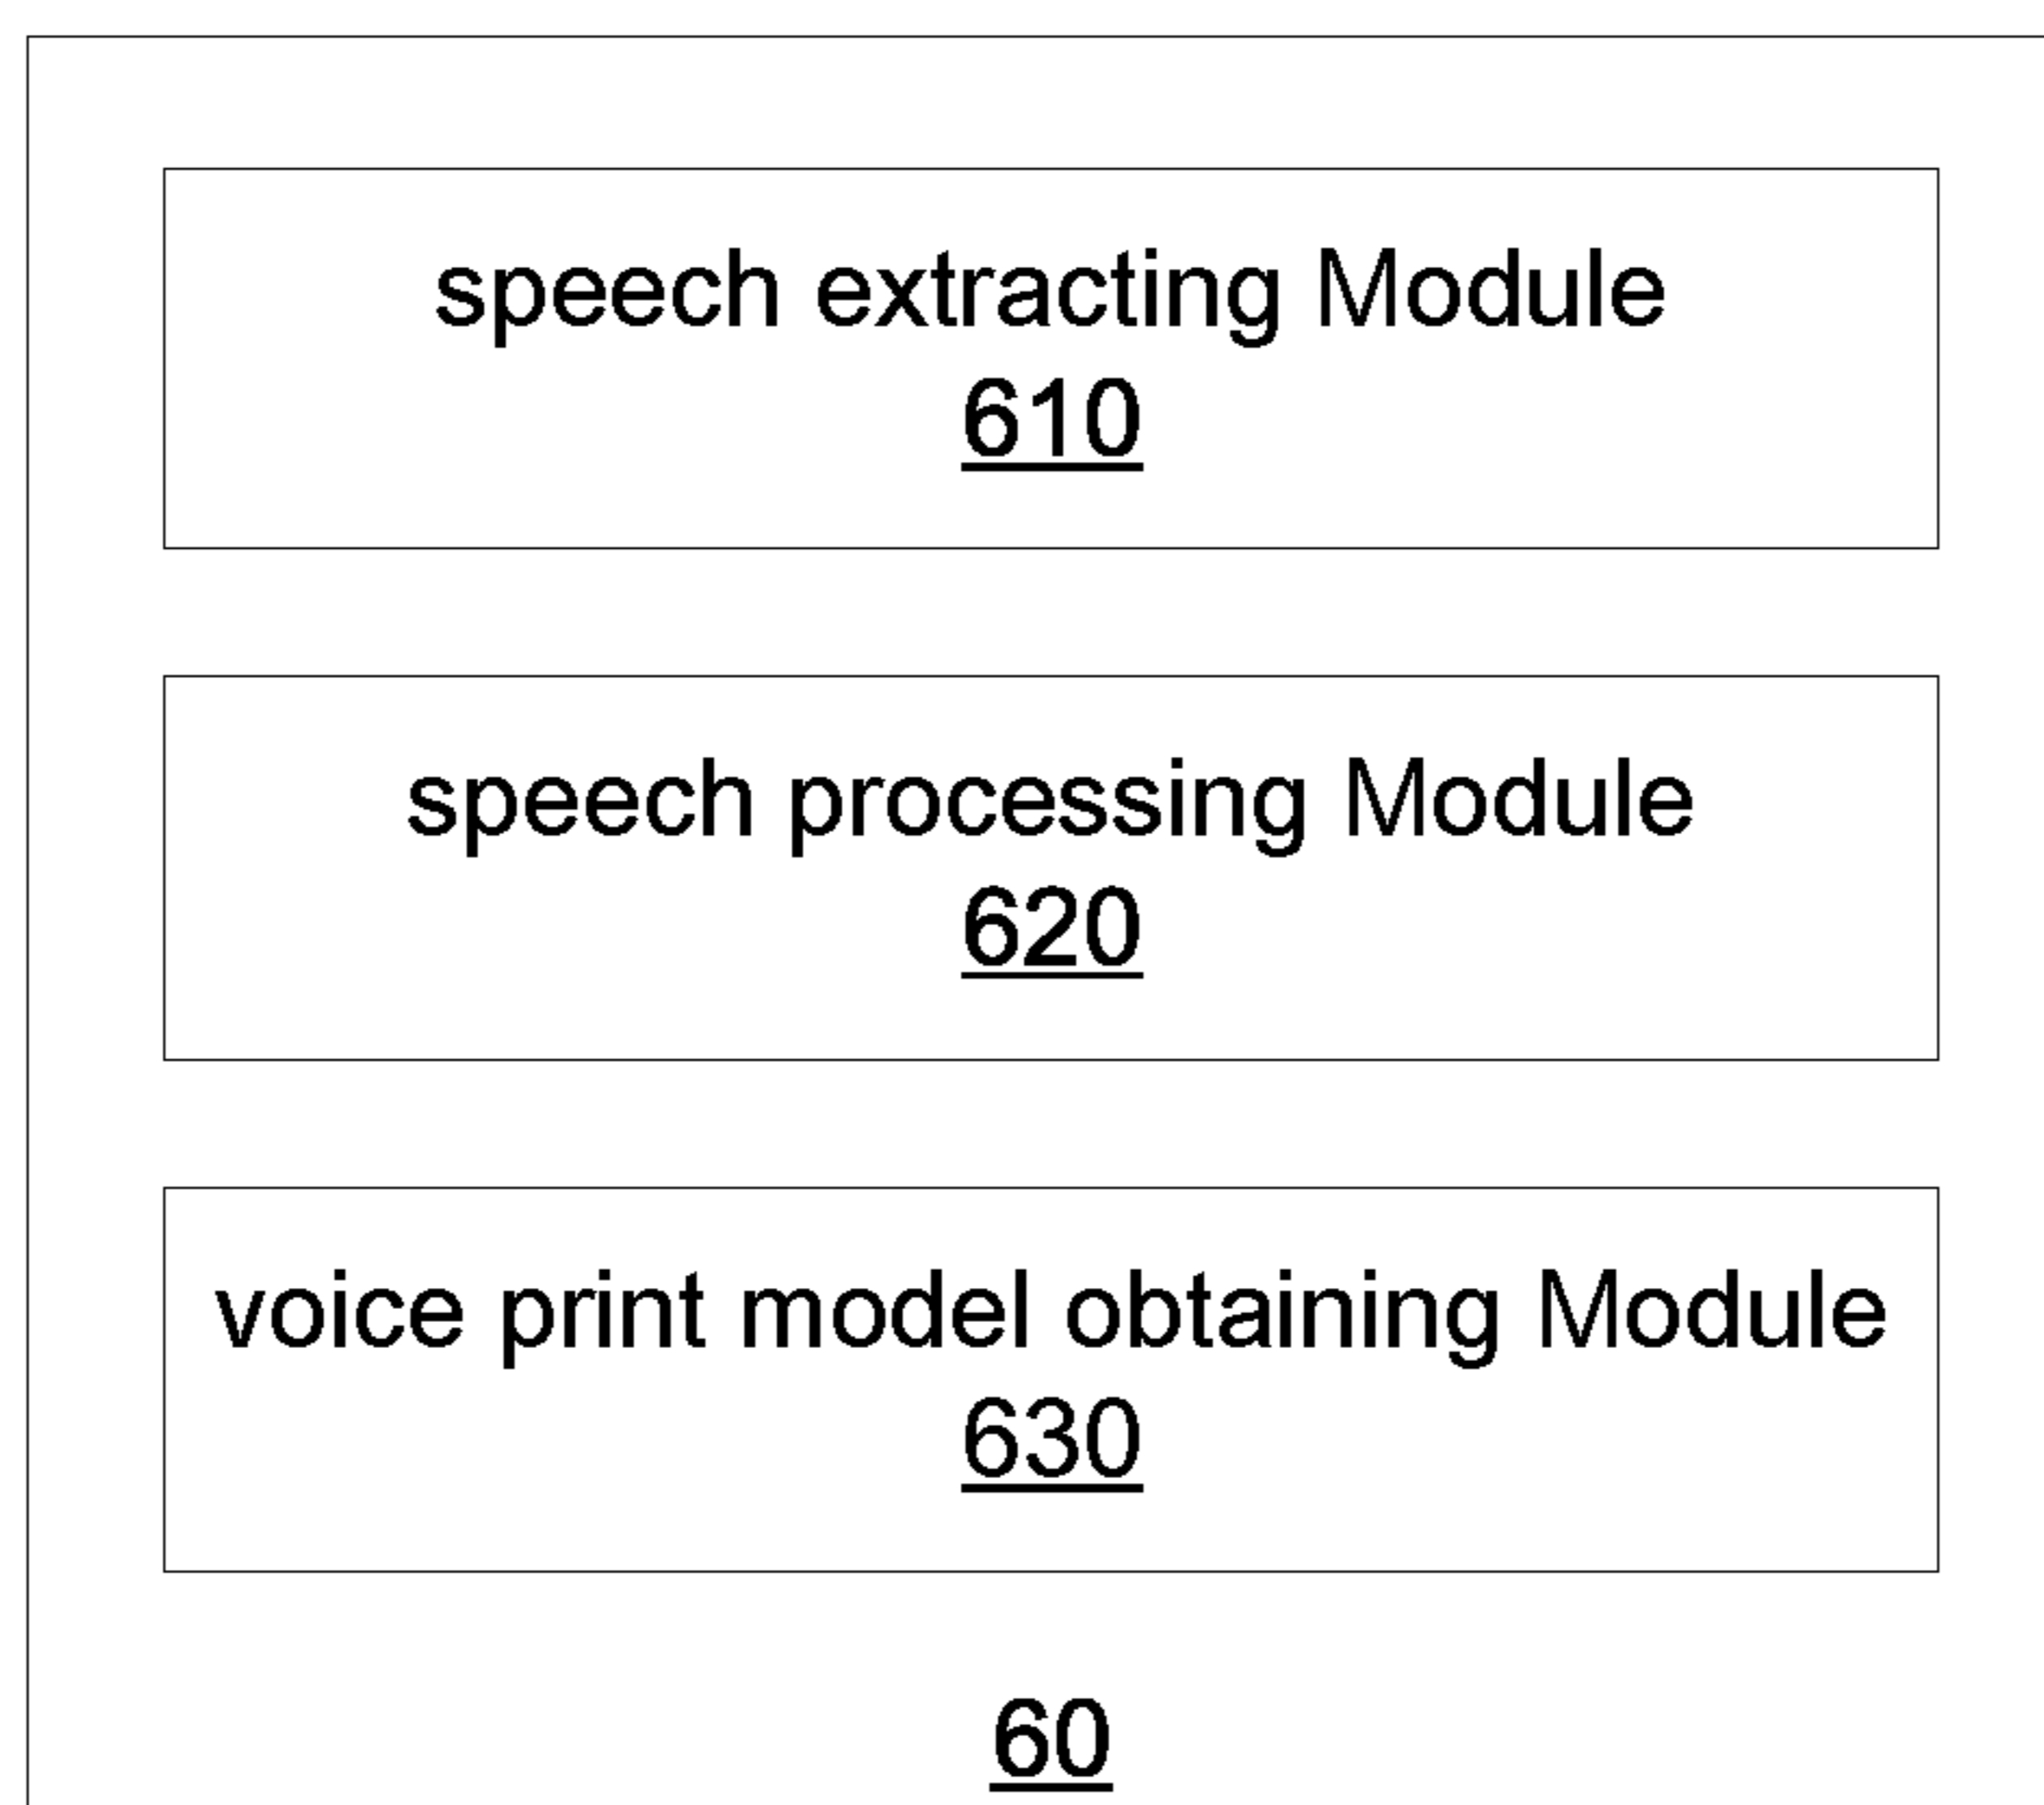 speech extracting Module
610
speech processing Module
620
voice print model obtaining Module
630
60